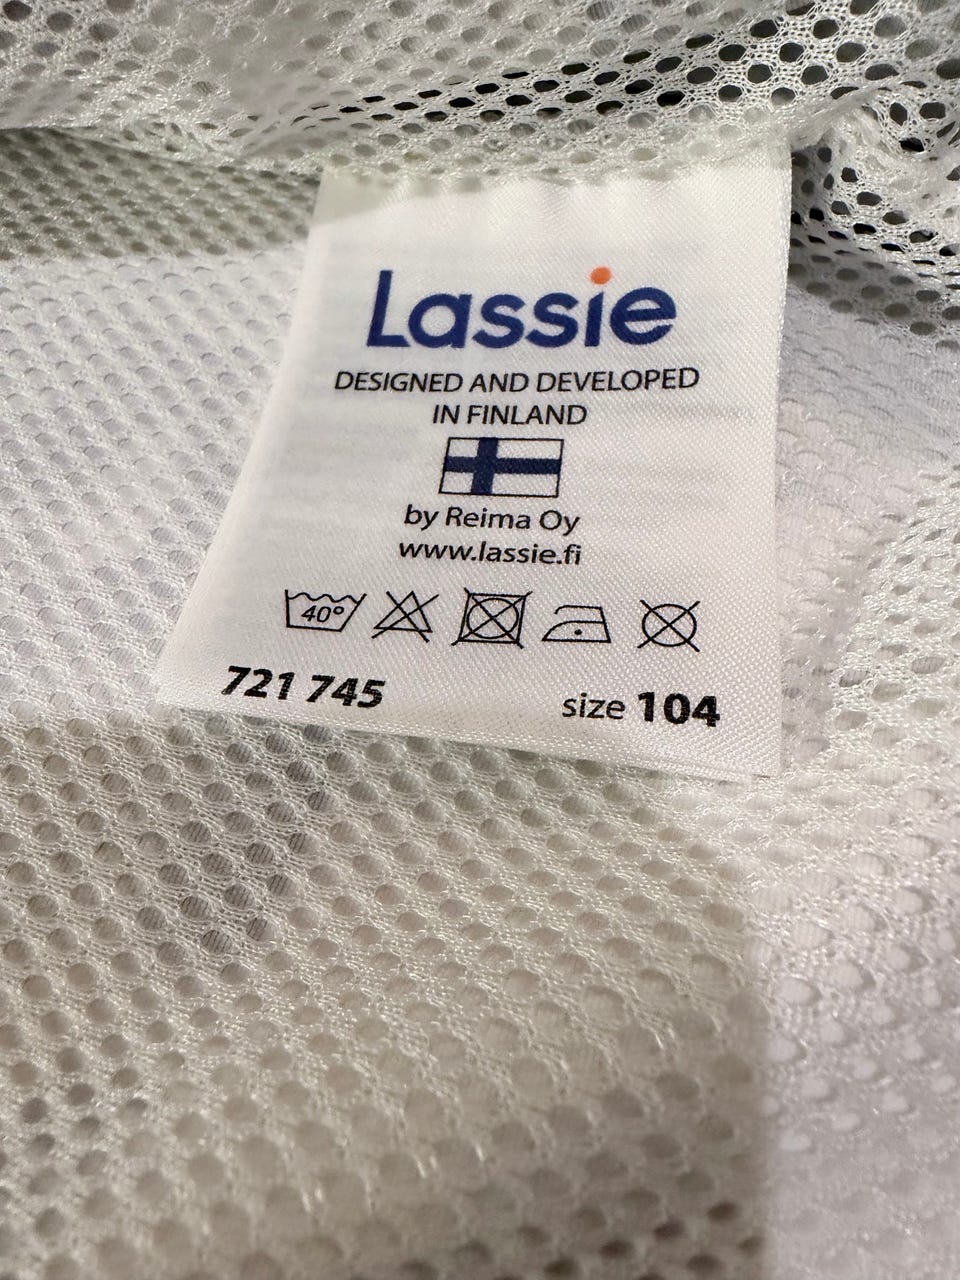 Lassie
DESIGNED AND DEVELOPED
IN FINLAND
by Reima Oy
www.lassie.fi
40°
721 745 size 104